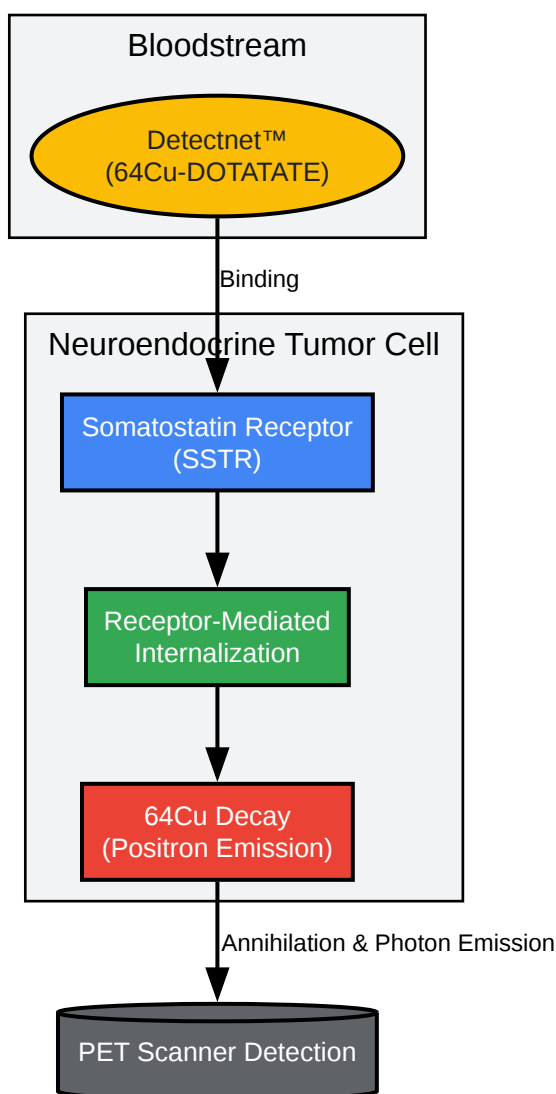 Bloodstream
Detectnet™
(64Cu-DOTATATE)
Binding
Neuroendocrine Tumor Cell
Somatostatin Receptor
(SSTR)
Receptor-Mediated
Internalization
64Cu Decay
(Positron Emission)
Annihilation & Photon Emission
PET Scanner Detection